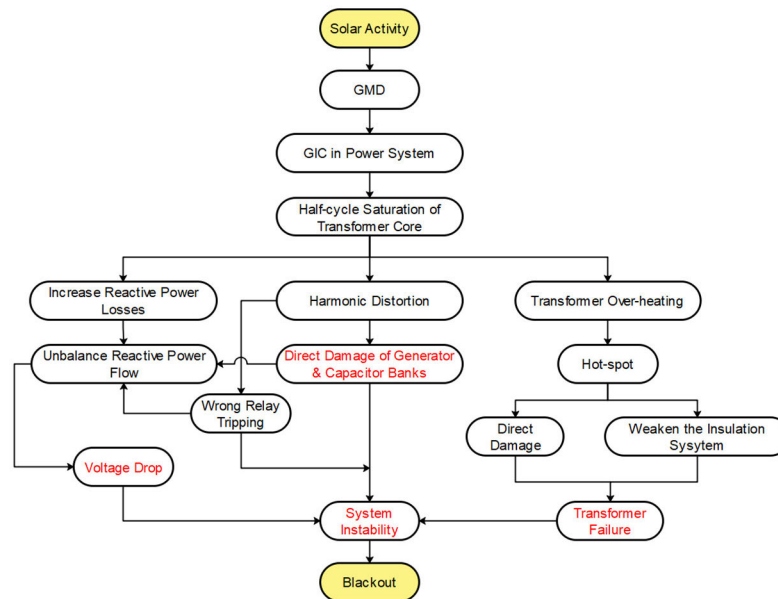 Solar Activity
GMD
GIC in Power System
Half-cycle Saturation of
Transformer Core
Increase Reactive Power
Losses
Harmonic Distortion
Transformer Over-heating
Unbalance Reactive Power
Flow
Direct Damage of Generator
& Capacitor Banks
Hot-spot
Wrong Relay
Tripping
Direct
Damage
Weaken the Insulation
Sysytem
Voltage Drop
System
Instability
Transformer
Failure
Blackout